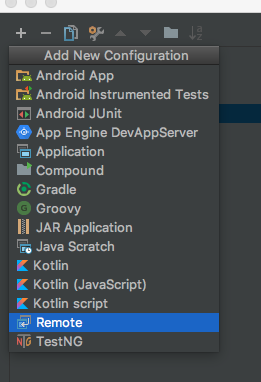 Add New Configuration
Android App
Android Instrumented Tests
Android JUnit
App Engine DevAppServer
Application
Compound
Gradle
Groovy
JAR Application
Java Scratch
Kotlin
Kotlin (JavaScript)
Kotlin script
Remote
TestNG